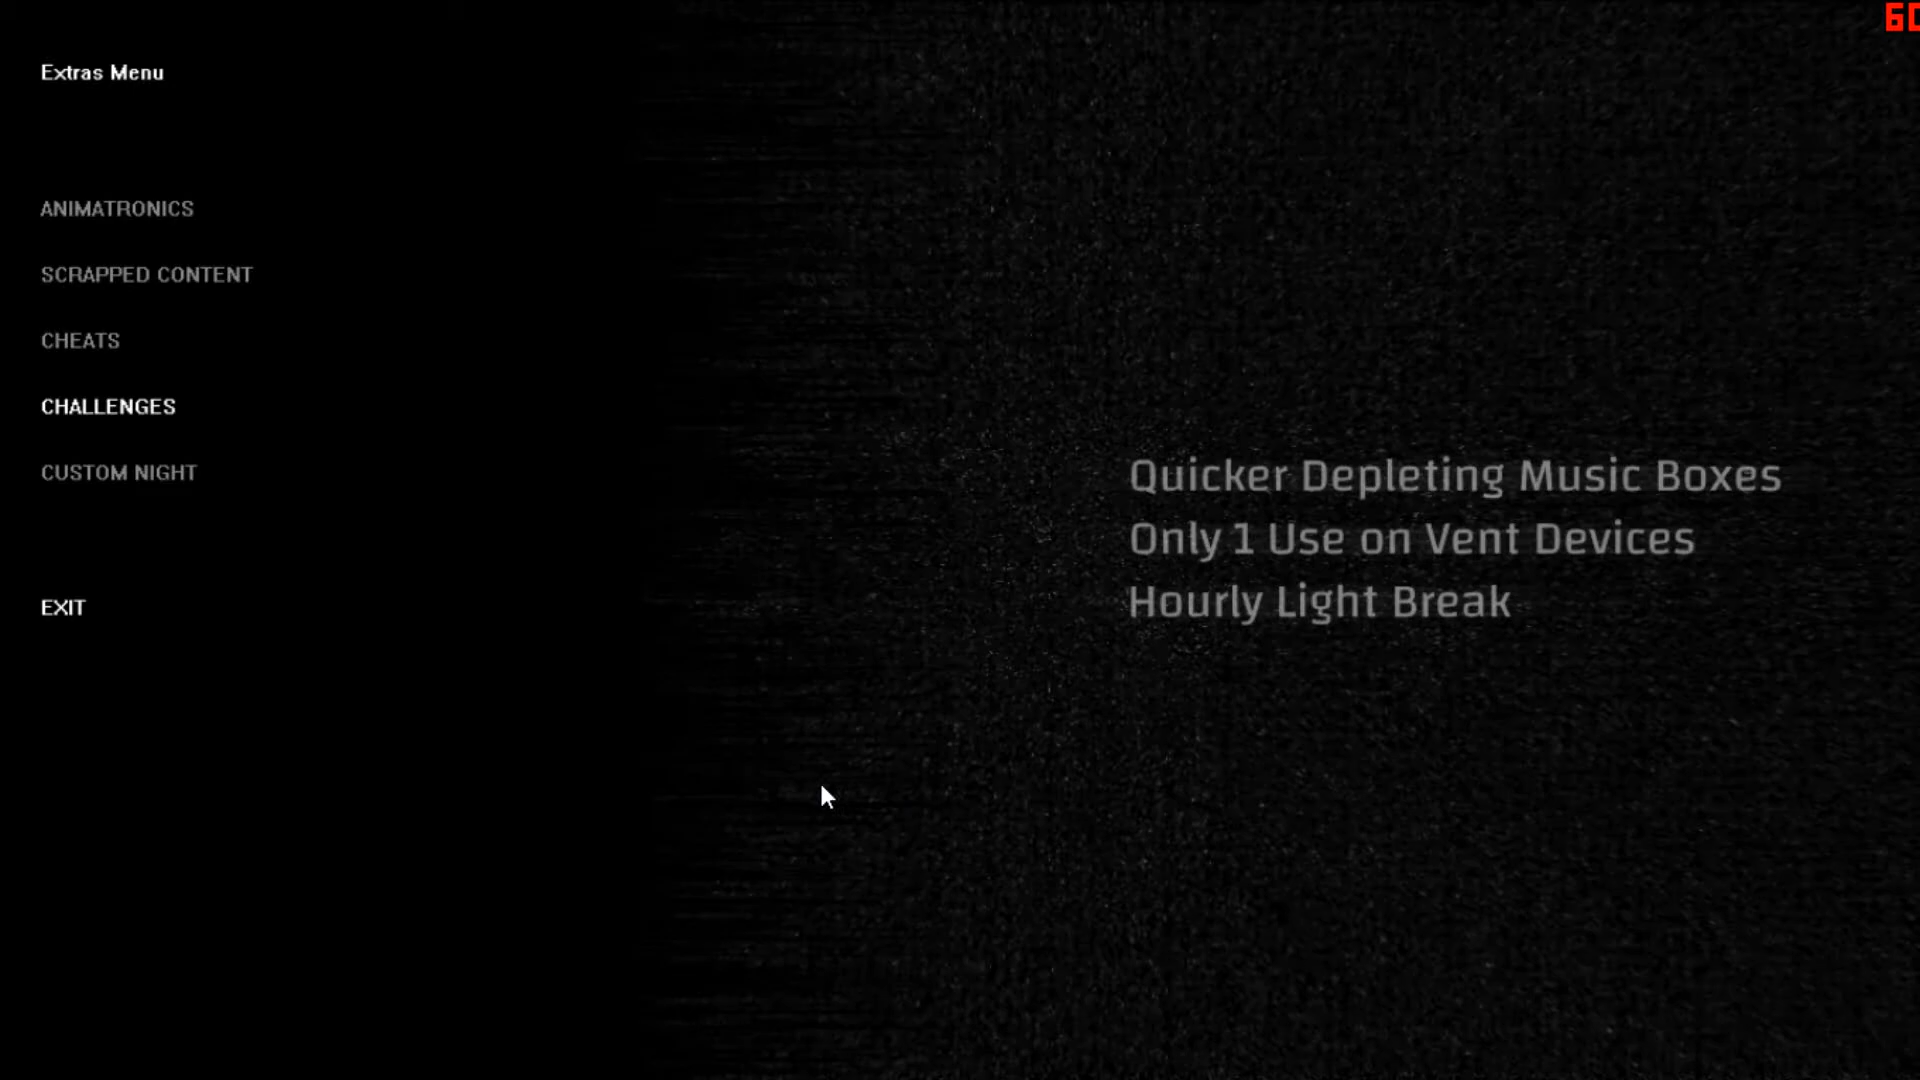 60
Extras Menu
ANIMATRONICS
SCRAPPED CONTENT
CHEATS
CHALLENGES
CUSTOM NIGHT
EXIT
Quicker Depleting Music Boxes
Only 1 Use on Vent Devices
Hourly Light Break